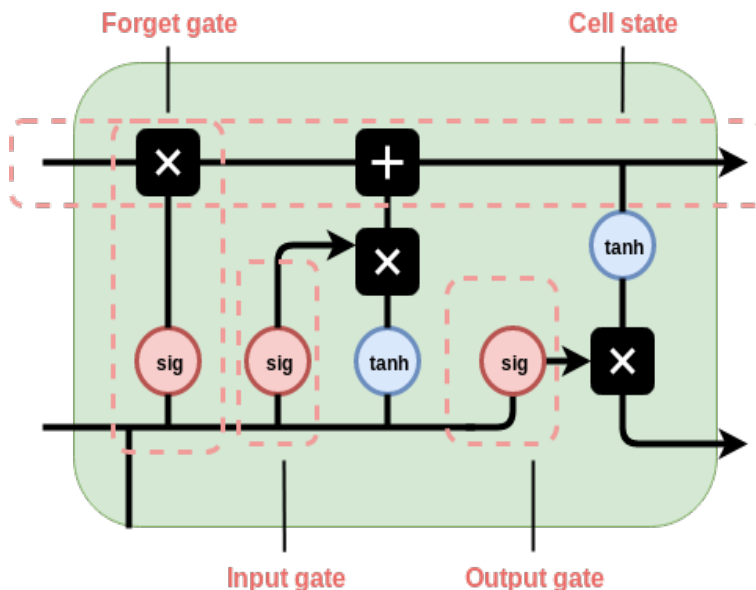 Forget gate
Cell state
×
+
×
tanh
sig
sig
tanh
sig
×
Input gate
Output gate